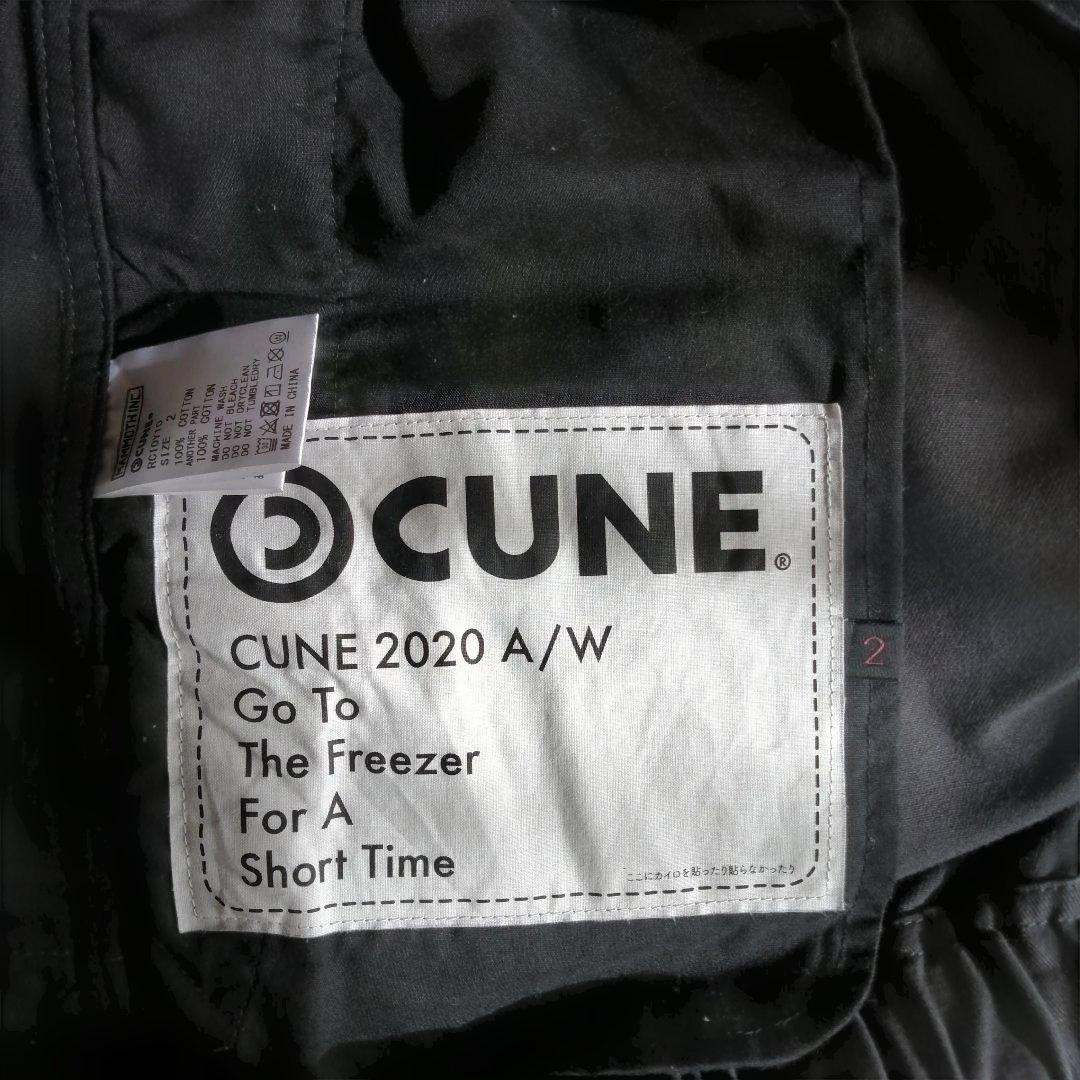 MAMMOTH INC
CUNE®
RC10Y10
SIZE 2
100% COTTON
ANOTHER PART
100% COTTON
MACHINE WASH
DO NOT BLEACH
DO NOT DRYCLEAN
DO NOT TUMBLEDRY
MADE IN CHINA
CUNE®
CUNE 2020 A/W
Go To
The Freezer
For A
Short Time
ここにカイロを貼ったり貼らなかったり
2